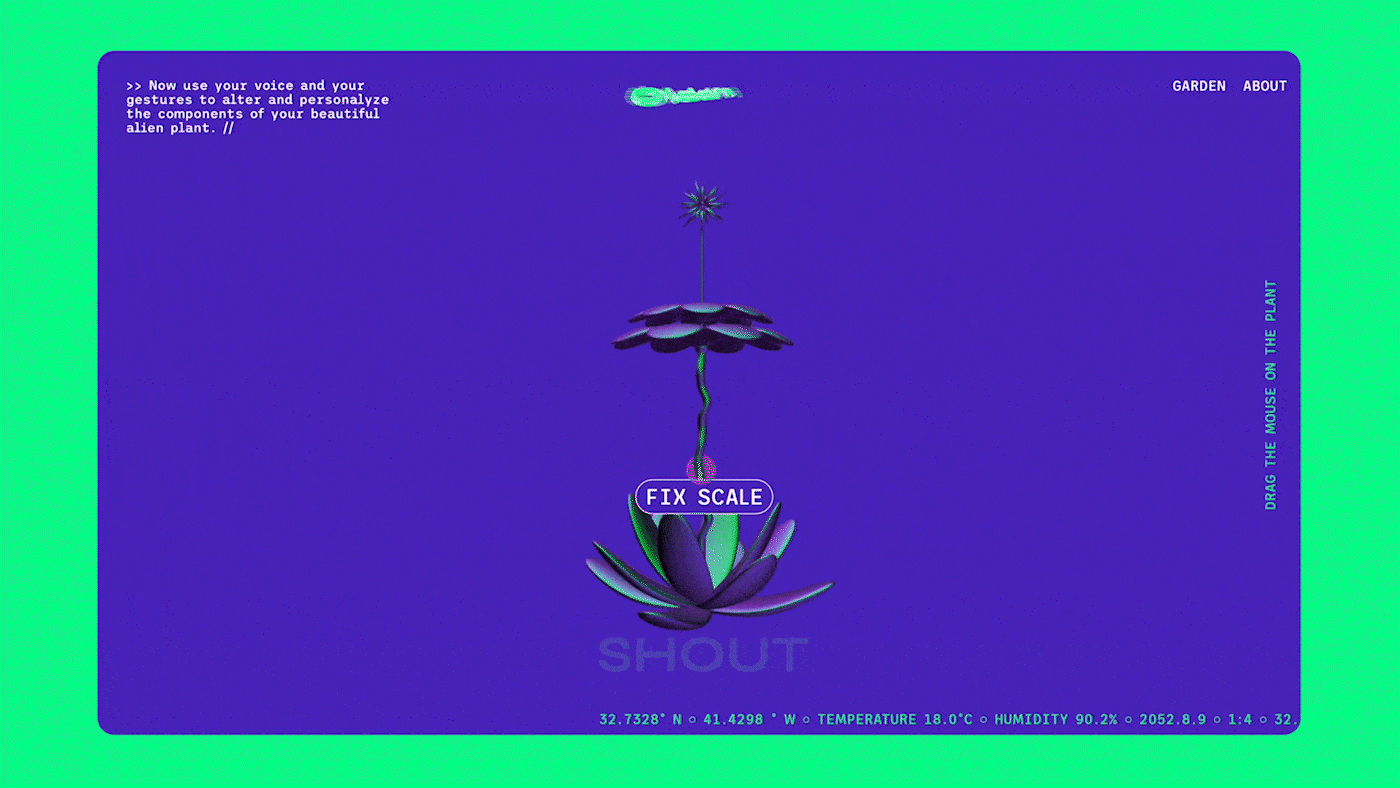 >> Now use your voice and your
gestures to alter and personalyze
the components of your beautiful
alien plant. //
GARDEN ABOUT
DRAG THE MOUSE ON THE PLANT
FIX SCALE
SHOUT
32.7328° N ○ 41.4298 ° W ○ TEMPERATURE 18.0°C ○ HUMIDITY 90.2% ○ 2052.8.9 ○ 1:4 ○ 32.